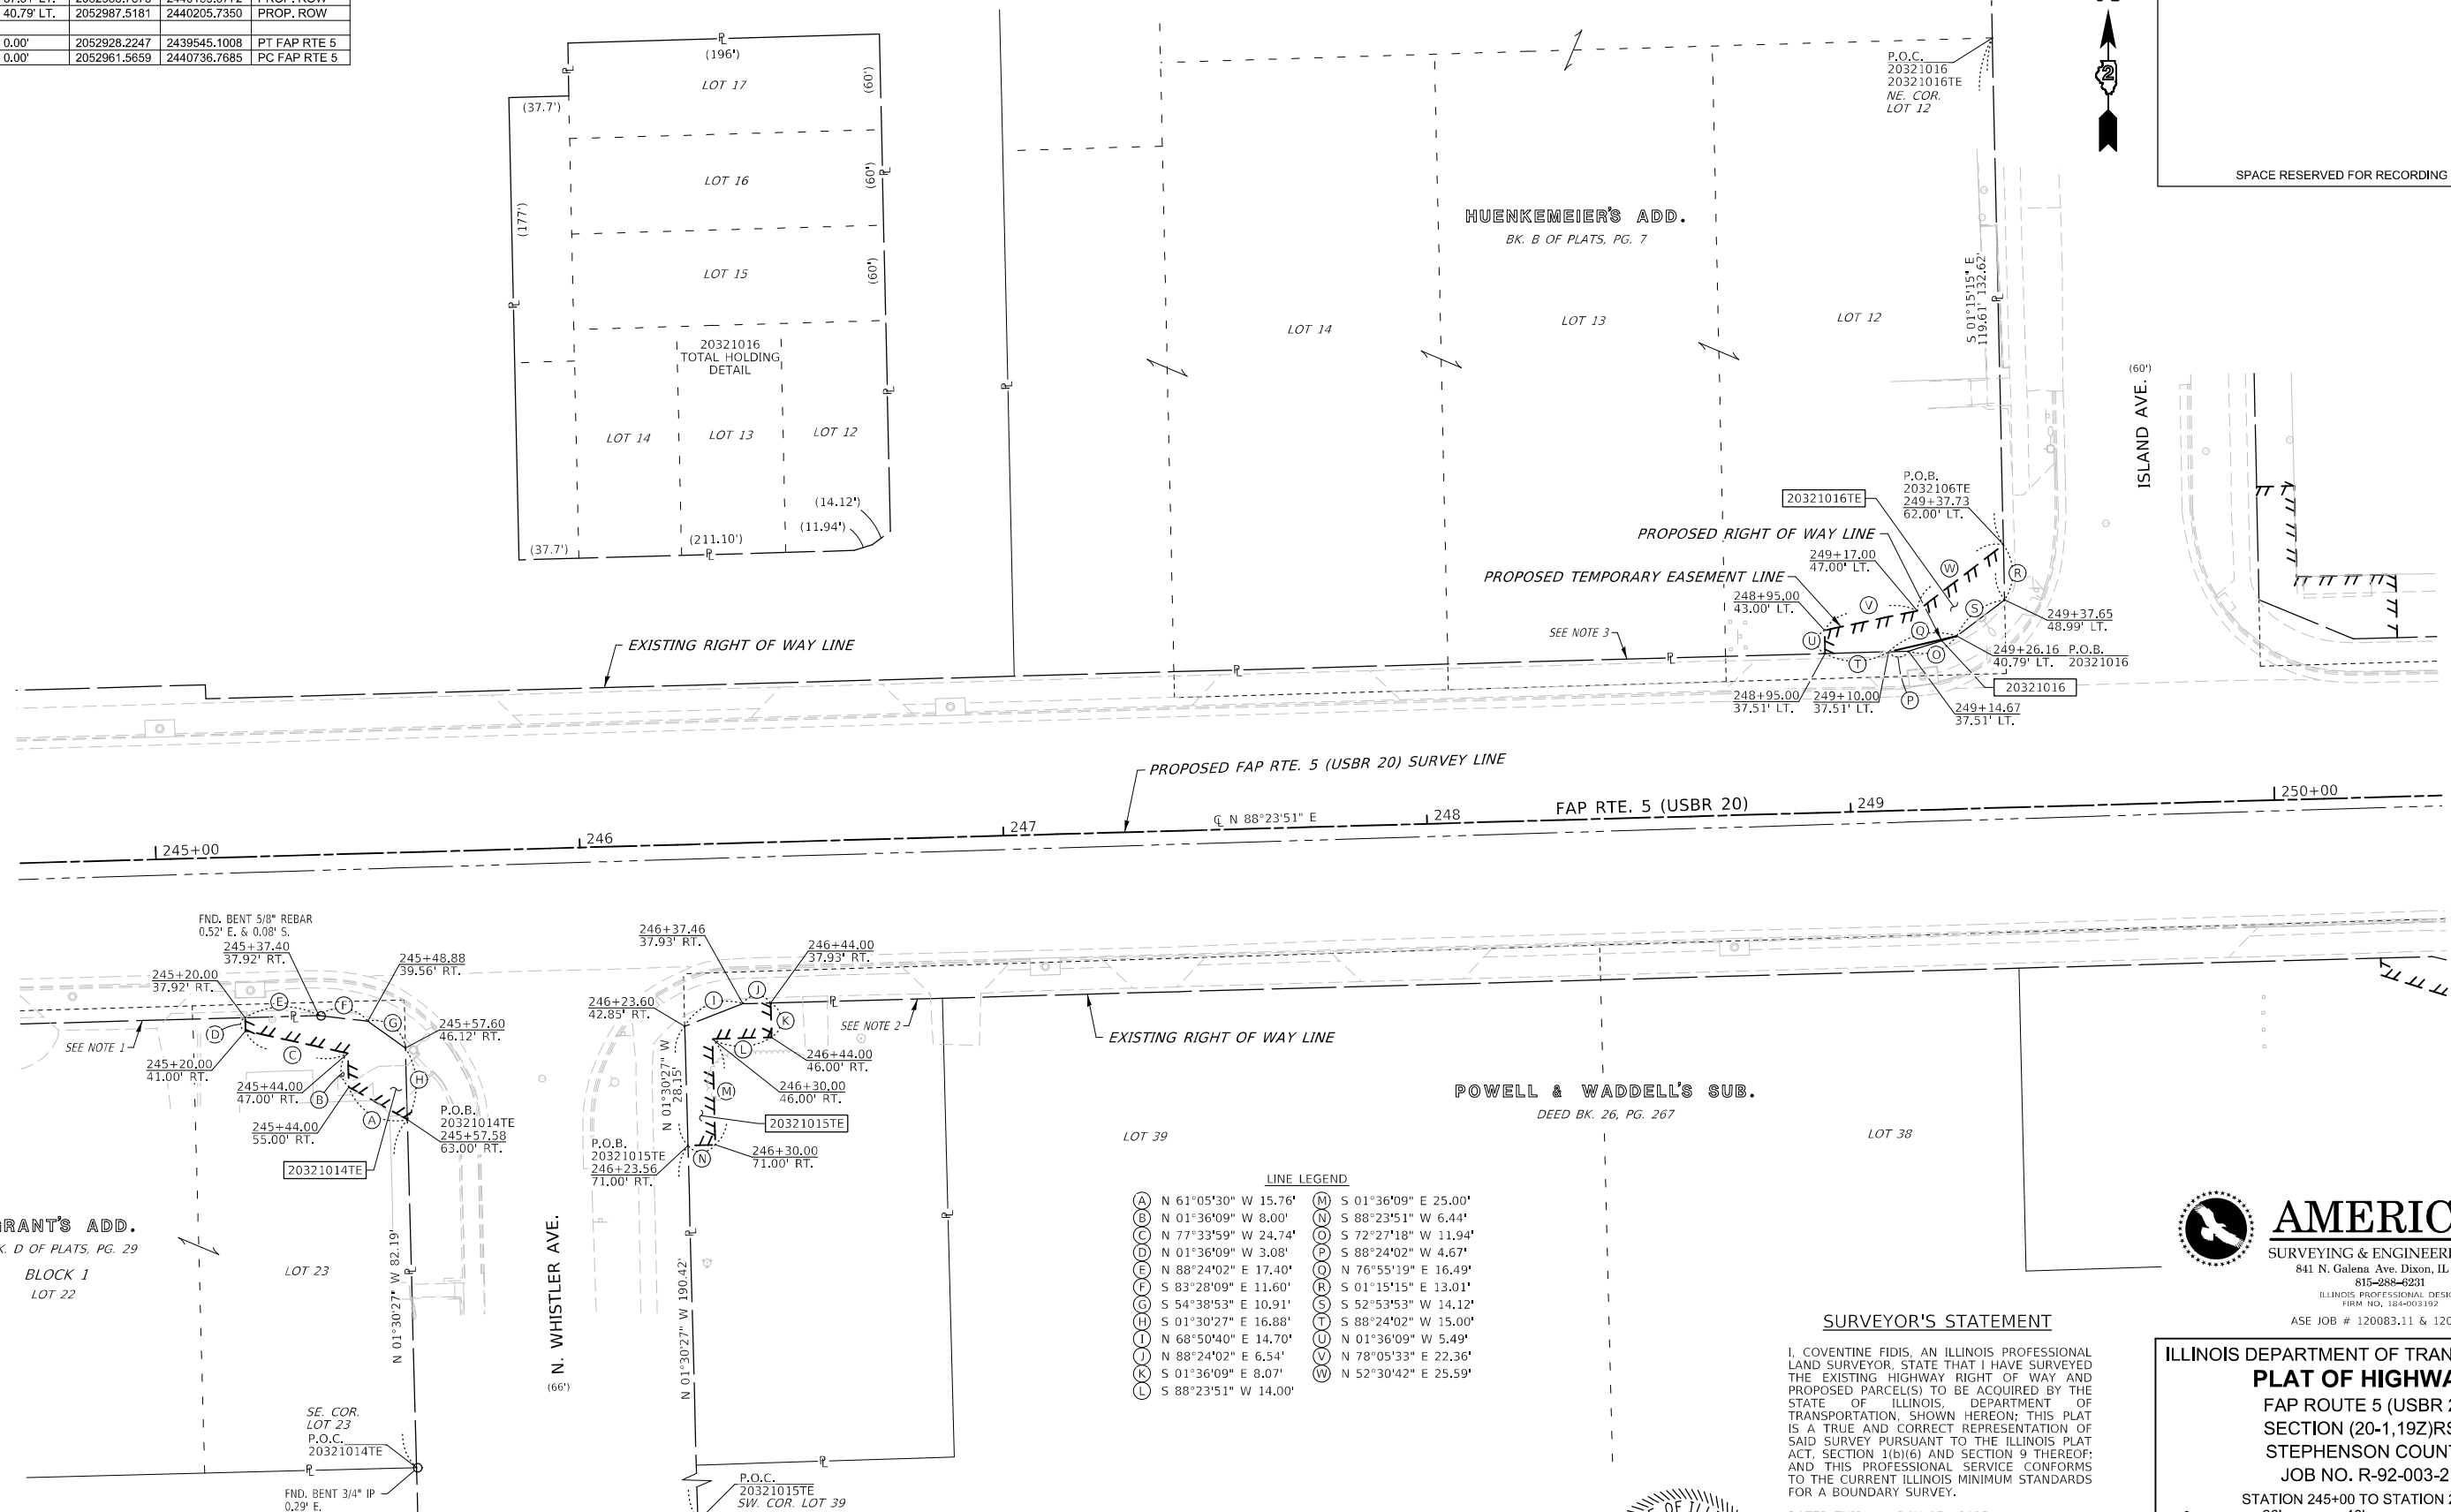 40.79' LT. 2052987.5181 2440205.7350 PROP. ROW
0.00' 2052928.2247 2439545.1008 PT FAP RTE 5
0.00' 2052961.5659 2440736.7685 PC FAP RTE 5
PL
(196')
LOT 17
(60')
(37.7')
LOT 16
(60')
(177')
LOT 15
(60')
20321016
TOTAL HOLDING
DETAIL
LOT 14
LOT 13
LOT 12
(14.12')
(11.94')
(211.10')
(37.7')
P.O.C.
20321016
20321016TE
NE. COR.
LOT 12
2
SPACE RESERVED FOR RECORDING
HUENKEMEIER'S ADD.
BK. B OF PLATS, PG. 7
LOT 14
LOT 13
LOT 12
S 01°15'15" E
119.61' 132.62'
(60')
ISLAND AVE.
P.O.B.
2032106TE
249+37.73
62.00' LT.
20321016TE
PROPOSED RIGHT OF WAY LINE
249+17.00
47.00' LT.
PROPOSED TEMPORARY EASEMENT LINE
248+95.00
43.00' LT.
SEE NOTE 3
U V W R S Q O T P
249+37.65
48.99' LT.
249+26.16 P.O.B.
40.79' LT. 20321016
20321016
248+95.00
37.51' LT.
249+10.00
37.51' LT.
249+14.67
37.51' LT.
EXISTING RIGHT OF WAY LINE
PROPOSED FAP RTE. 5 (USBR 20) SURVEY LINE
℄ N 88°23'51" E
FAP RTE. 5 (USBR 20)
245+00 246 247 248 249 250+00
FND. BENT 5/8" REBAR
0.52' E. & 0.08' S.
245+37.40
37.92' RT.
245+20.00
37.92' RT.
245+48.88
39.56' RT.
245+57.60
46.12' RT.
SEE NOTE 1
245+20.00
41.00' RT.
245+44.00
47.00' RT.
245+44.00
55.00' RT.
P.O.B.
20321014TE
245+57.58
63.00' RT.
20321014TE
D E F G C H B A
246+37.46
37.93' RT.
246+44.00
37.93' RT.
246+23.60
42.85' RT.
SEE NOTE 2
246+44.00
46.00' RT.
246+30.00
46.00' RT.
N 01°30'27" W
28.15'
20321015TE
P.O.B.
20321015TE
246+23.56
71.00' RT.
246+30.00
71.00' RT.
I J K L M N
EXISTING RIGHT OF WAY LINE
POWELL & WADDELL'S SUB.
DEED BK. 26, PG. 267
LOT 39
LOT 38
GRANT'S ADD.
K. D OF PLATS, PG. 29
BLOCK 1
LOT 22
LOT 23
N 01°30'27" W 82.19'
N. WHISTLER AVE.
(66')
N 01°30'27" W 190.42'
SE. COR.
LOT 23
P.O.C.
20321014TE
FND. BENT 3/4" IP
0.29' E.
P.O.C.
20321015TE
SW. COR. LOT 39
LINE LEGEND
A N 61°05'30" W 15.76' M S 01°36'09" E 25.00'
B N 01°36'09" W 8.00' N S 88°23'51" W 6.44'
C N 77°33'59" W 24.74' O S 72°27'18" W 11.94'
D N 01°36'09" W 3.08' P S 88°24'02" W 4.67'
E N 88°24'02" E 17.40' Q N 76°55'19" E 16.49'
F S 83°28'09" E 11.60' R S 01°15'15" E 13.01'
G S 54°38'53" E 10.91' S S 52°53'53" W 14.12'
H S 01°30'27" E 16.88' T S 88°24'02" W 15.00'
I N 68°50'40" E 14.70' U N 01°36'09" W 5.49'
J N 88°24'02" E 6.54' V N 78°05'33" E 22.36'
K S 01°36'09" E 8.07' W N 52°30'42" E 25.59'
L S 88°23'51" W 14.00'
SURVEYOR'S STATEMENT
I, COVENTINE FIDIS, AN ILLINOIS PROFESSIONAL
LAND SURVEYOR, STATE THAT I HAVE SURVEYED
THE EXISTING HIGHWAY RIGHT OF WAY AND
PROPOSED PARCEL(S) TO BE ACQUIRED BY THE
STATE OF ILLINOIS, DEPARTMENT OF
TRANSPORTATION, SHOWN HEREON; THIS PLAT
IS A TRUE AND CORRECT REPRESENTATION OF
SAID SURVEY PURSUANT TO THE ILLINOIS PLAT
ACT, SECTION 1(b)(6) AND SECTION 9 THEREOF;
AND THIS PROFESSIONAL SERVICE CONFORMS
TO THE CURRENT ILLINOIS MINIMUM STANDARDS
FOR A BOUNDARY SURVEY.
AMERIC
SURVEYING & ENGINEER
841 N. Galena Ave. Dixon, IL
815-288-6231
ILLINOIS PROFESSIONAL DESIG
FIRM NO. 184-003192
ASE JOB # 120083.11 & 120
ILLINOIS DEPARTMENT OF TRAN
PLAT OF HIGHWA
FAP ROUTE 5 (USBR 2
SECTION (20-1,19Z)RS
STEPHENSON COUNT
JOB NO. R-92-003-2
STATION 245+00 TO STATION 2